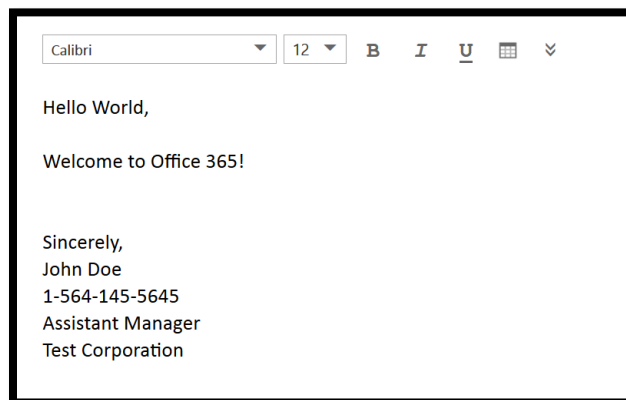 Calibri 12 B I U
Hello World,
Welcome to Office 365!
Sincerely,
John Doe
1-564-145-5645
Assistant Manager
Test Corporation